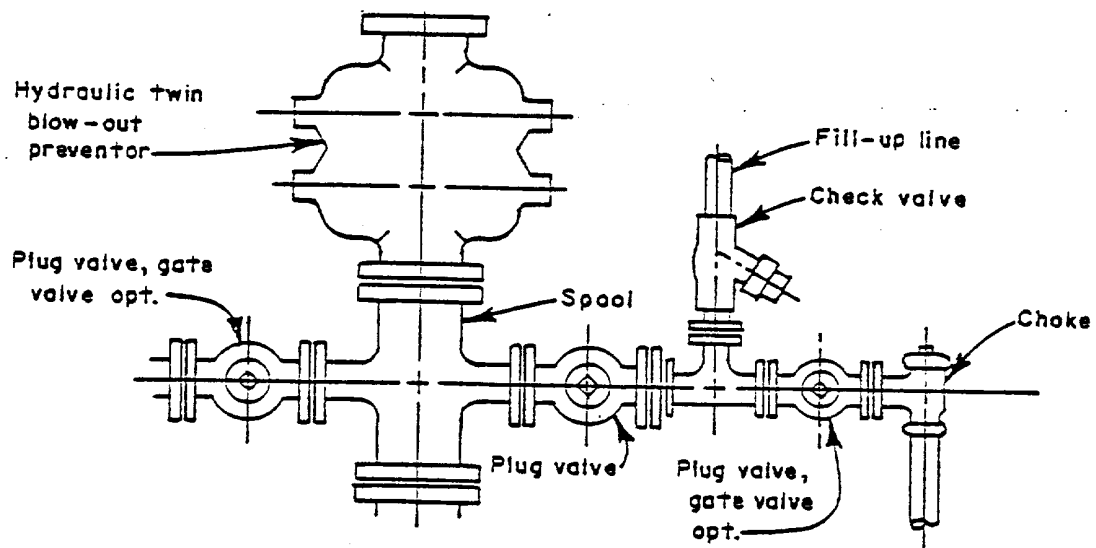 Hydraulic twin
blow-out
preventor
Fill-up line
Check valve
Plug valve, gate
valve opt.
Spool
Choke
Plug valve
Plug valve,
gate valve
opt.